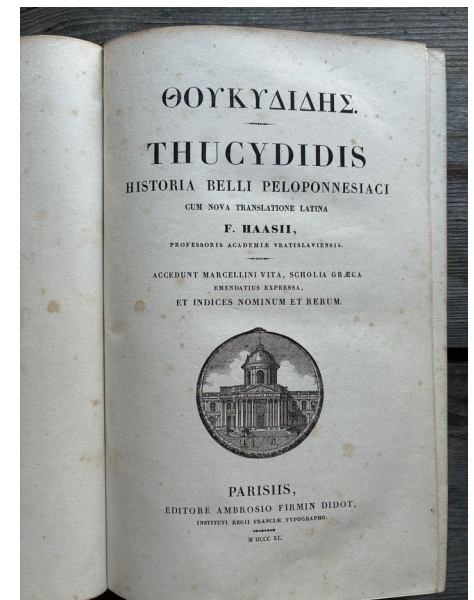 ΘΟΥΚΥΔΙΔΗΣ.
THUCYDIDIS
HISTORIA BELLI PELOPONNESIACI
CUM NOVA TRANSLATIONE LATINA
F. HAASII,
PROFESSORIS ACADEMIÆ VRATISLAVIENSIS.
ACCEDUNT MARCELLINI VITA, SCHOLIA GRÆCA
EMENDATIUS EXPRESSA,
ET INDICES NOMINUM ET RERUM.
PARISIIS,
EDITORE AMBROSIO FIRMIN DIDOT,
INSTITUTI REGII FRANCIÆ TYPOGRAPHO.
M DCCC XL.